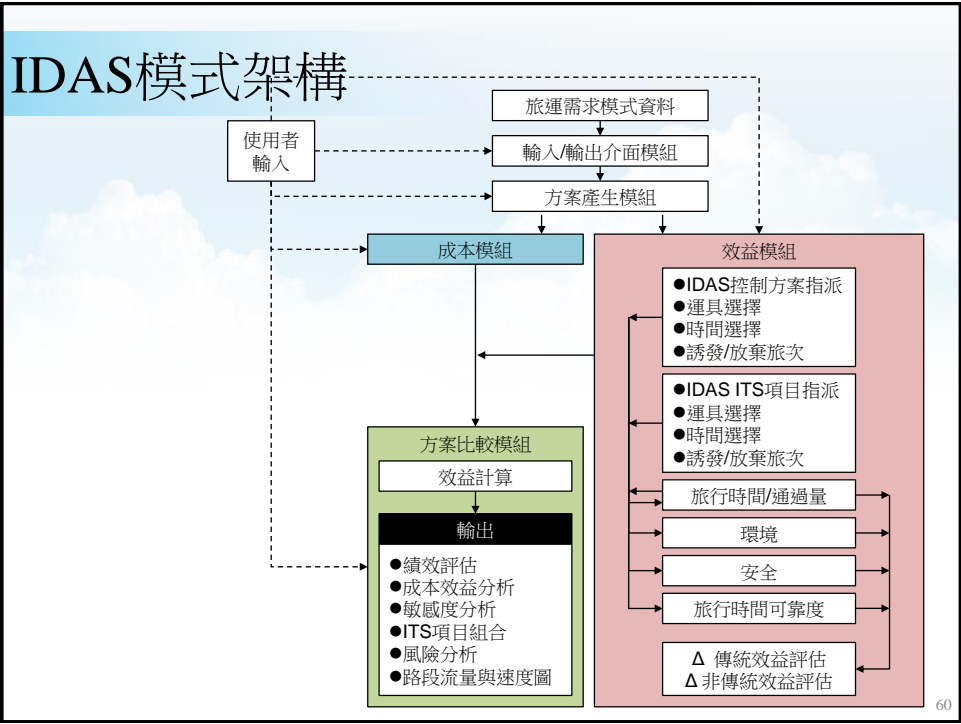 IDAS模式架構
旅運需求模式資料
使用者
輸入
輸入/輸出介面模組
方案產生模組
成本模組
效益模組
●IDAS控制方案指派
●運具選擇
●時間選擇
●誘發/放棄旅次
●IDAS ITS項目指派
●運具選擇
●時間選擇
●誘發/放棄旅次
方案比較模組
效益計算
輸出
●績效評估
●成本效益分析
●敏感度分析
●ITS項目組合
●風險分析
●路段流量與速度圖
旅行時間/通過量
環境
安全
旅行時間可靠度
Δ 傳統效益評估
Δ 非傳統效益評估
60